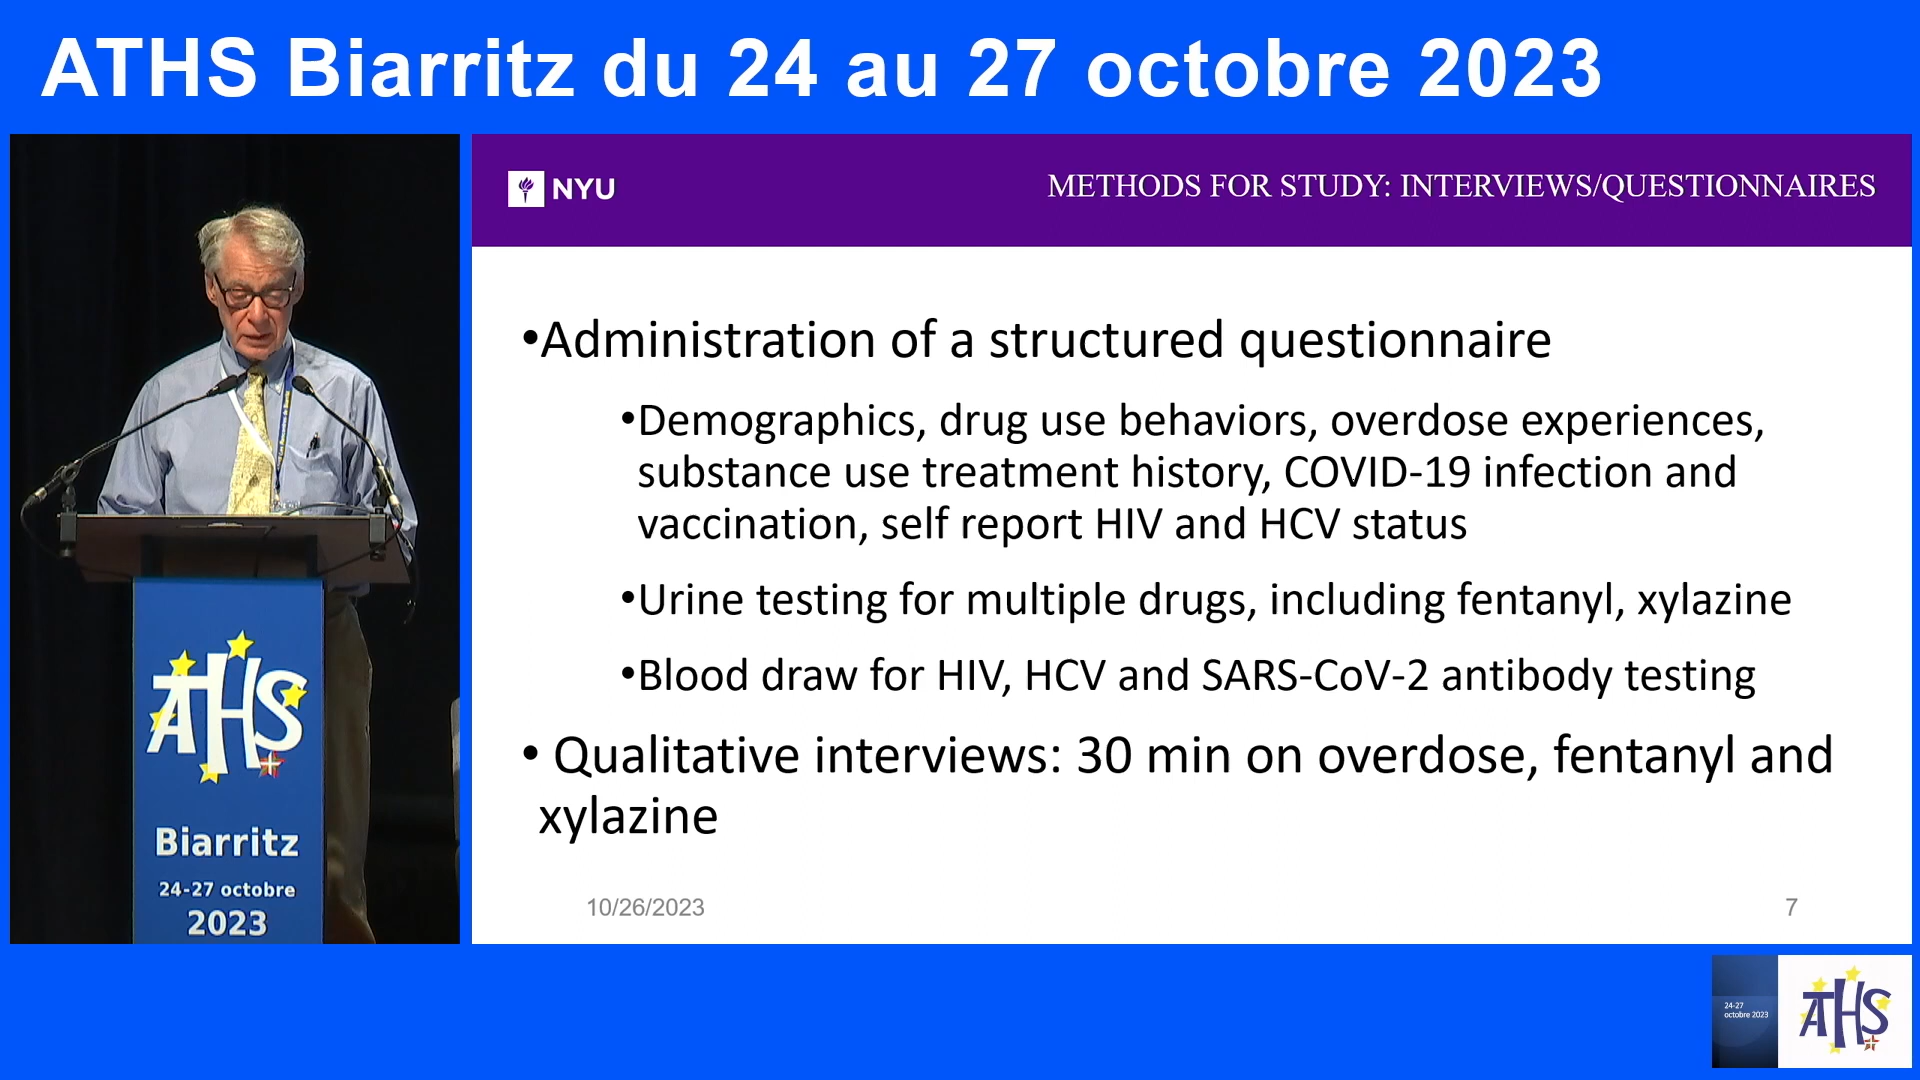 ATHS Biarritz du 24 au 27 octobre 2023
NYU
METHODS FOR STUDY: INTERVIEWS/QUESTIONNAIRES
•Administration of a structured questionnaire
•Demographics, drug use behaviors, overdose experiences,
substance use treatment history, COVID-19 infection and
vaccination, self report HIV and HCV status
•Urine testing for multiple drugs, including fentanyl, xylazine
•Blood draw for HIV, HCV and SARS-CoV-2 antibody testing
• Qualitative interviews: 30 min on overdose, fentanyl and
xylazine
10/26/2023
7
ATHS
Biarritz
24-27 octobre
2023
24-27
octobre 2023
ATHS